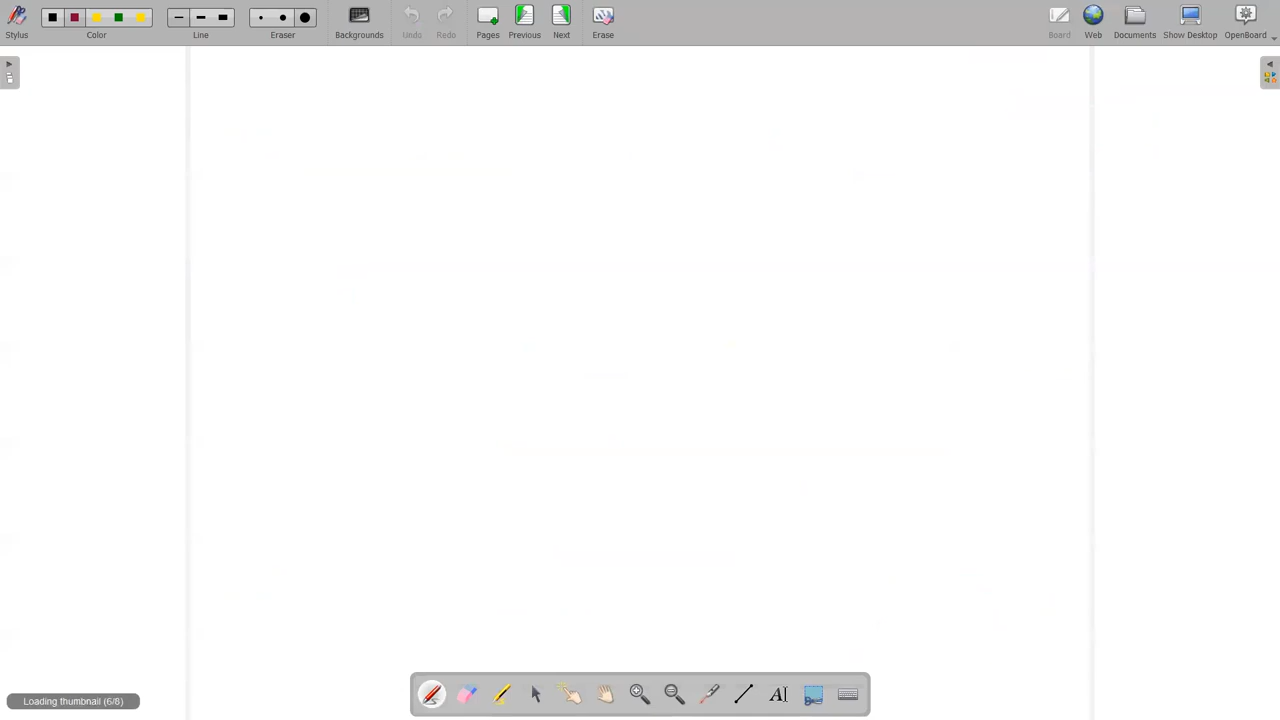 Stylus Color Line Eraser Backgrounds Undo Redo Pages Previous Next Erase Board Web Documents Show Desktop OpenBoard
Loading thumbnail (6/8)